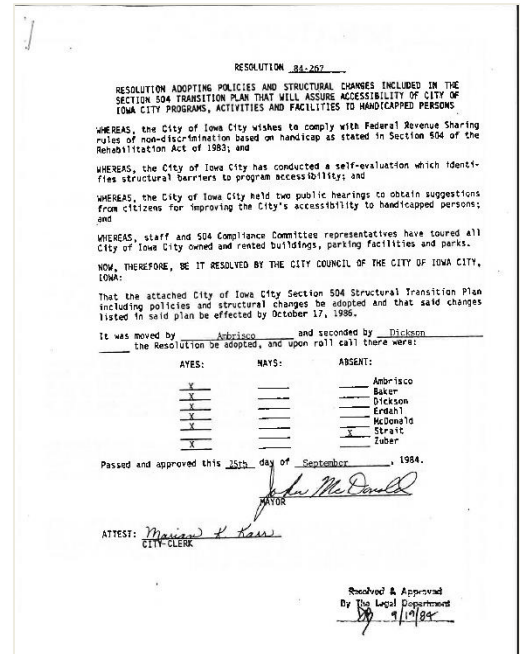 RESOLUTION 84-267
RESOLUTION ADOPTING POLICIES AND STRUCTURAL CHANGES INCLUDED IN THE
SECTION 504 TRANSITION PLAN THAT WILL ASSURE ACCESSIBILITY OF CITY OF
IOWA CITY PROGRAMS, ACTIVITIES AND FACILITIES TO HANDICAPPED PERSONS
WHEREAS, the City of Iowa City wishes to comply with Federal Revenue Sharing
rules of non-discrimination based on handicap as stated in Section 504 of the
Rehabilitation Act of 1983; and
WHEREAS, the City of Iowa City has conducted a self-evaluation which identi-
fies structural barriers to program accessibility; and
WHEREAS, the City of Iowa City held two public hearings to obtain suggestions
from citizens for improving the City's accessibility to handicapped persons;
and
WHEREAS, staff and 504 Compliance Committee representatives have toured all
City of Iowa City owned and rented buildings, parking facilities and parks.
NOW, THEREFORE, BE IT RESOLVED BY THE CITY COUNCIL OF THE CITY OF IOWA CITY,
IOWA:
That the attached City of Iowa City Section 504 Structural Transition Plan
including policies and structural changes be adopted and that said changes
listed in said plan be effected by October 17, 1986.
It was moved by Ambrisco and seconded by Dickson
the Resolution be adopted, and upon roll call there were:
AYES: NAYS: ABSENT:
X Ambrisco
X Baker
X Dickson
X Erdahl
X McDonald
X Strait
X Zuber
Passed and approved this 25th day of September, 1984.
John McDonald
MAYOR
ATTEST: Marian K. Karr
CITY CLERK
Received & Approved
By The Legal Department
9/19/84